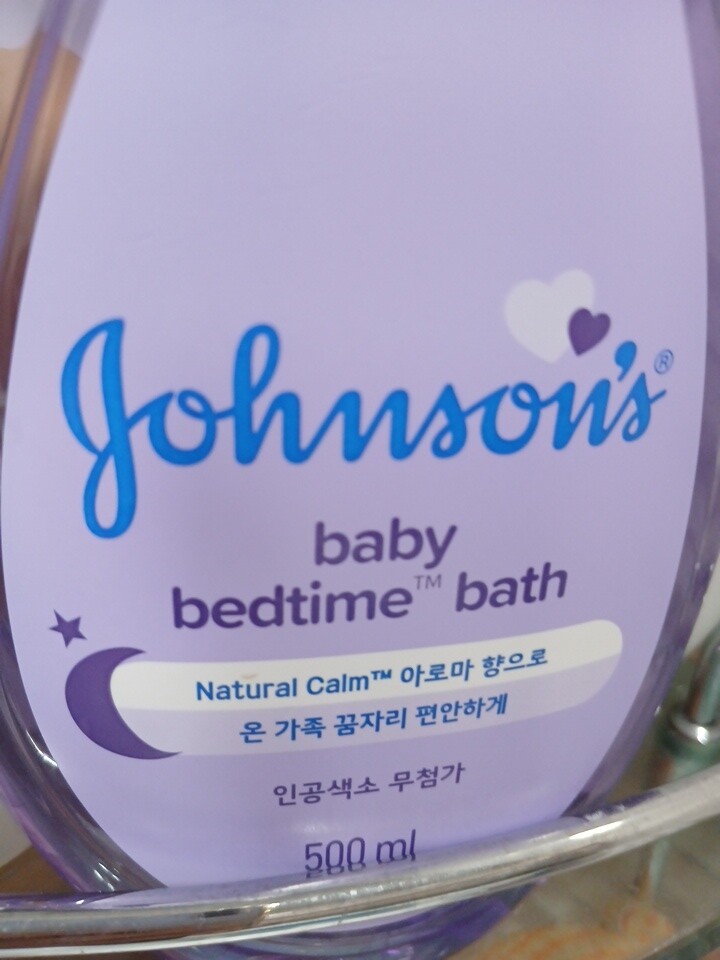 Johnson's®
baby
bedtime™ bath
Natural Calm™ 아로마 향으로
온 가족 꿈자리 편안하게
인공색소 무첨가
500 ml